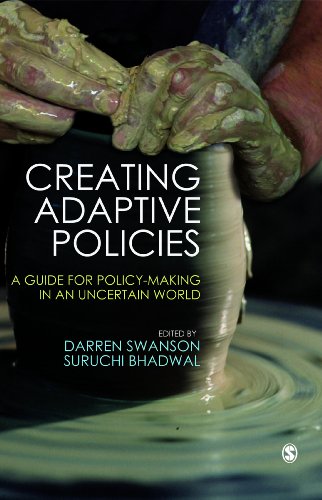 CREATING
ADAPTIVE
POLICIES
A GUIDE FOR POLICY-MAKING
IN AN UNCERTAIN WORLD
EDITED BY
DARREN SWANSON
SURUCHI BHADWAL
S